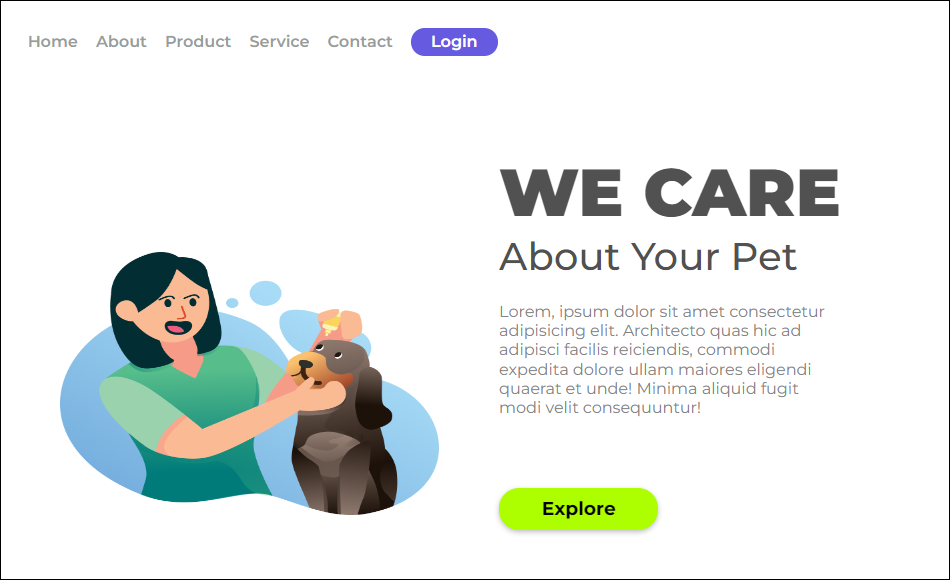 Home About Product Service Contact Login
WE CARE
About Your Pet
Lorem, ipsum dolor sit amet consectetur
adipisicing elit. Architecto quas hic ad
adipisci facilis reiciendis, commodi
expedita dolore ullam maiores eligendi
quaerat et unde! Minima aliquid fugit
modi velit consequuntur!
Explore